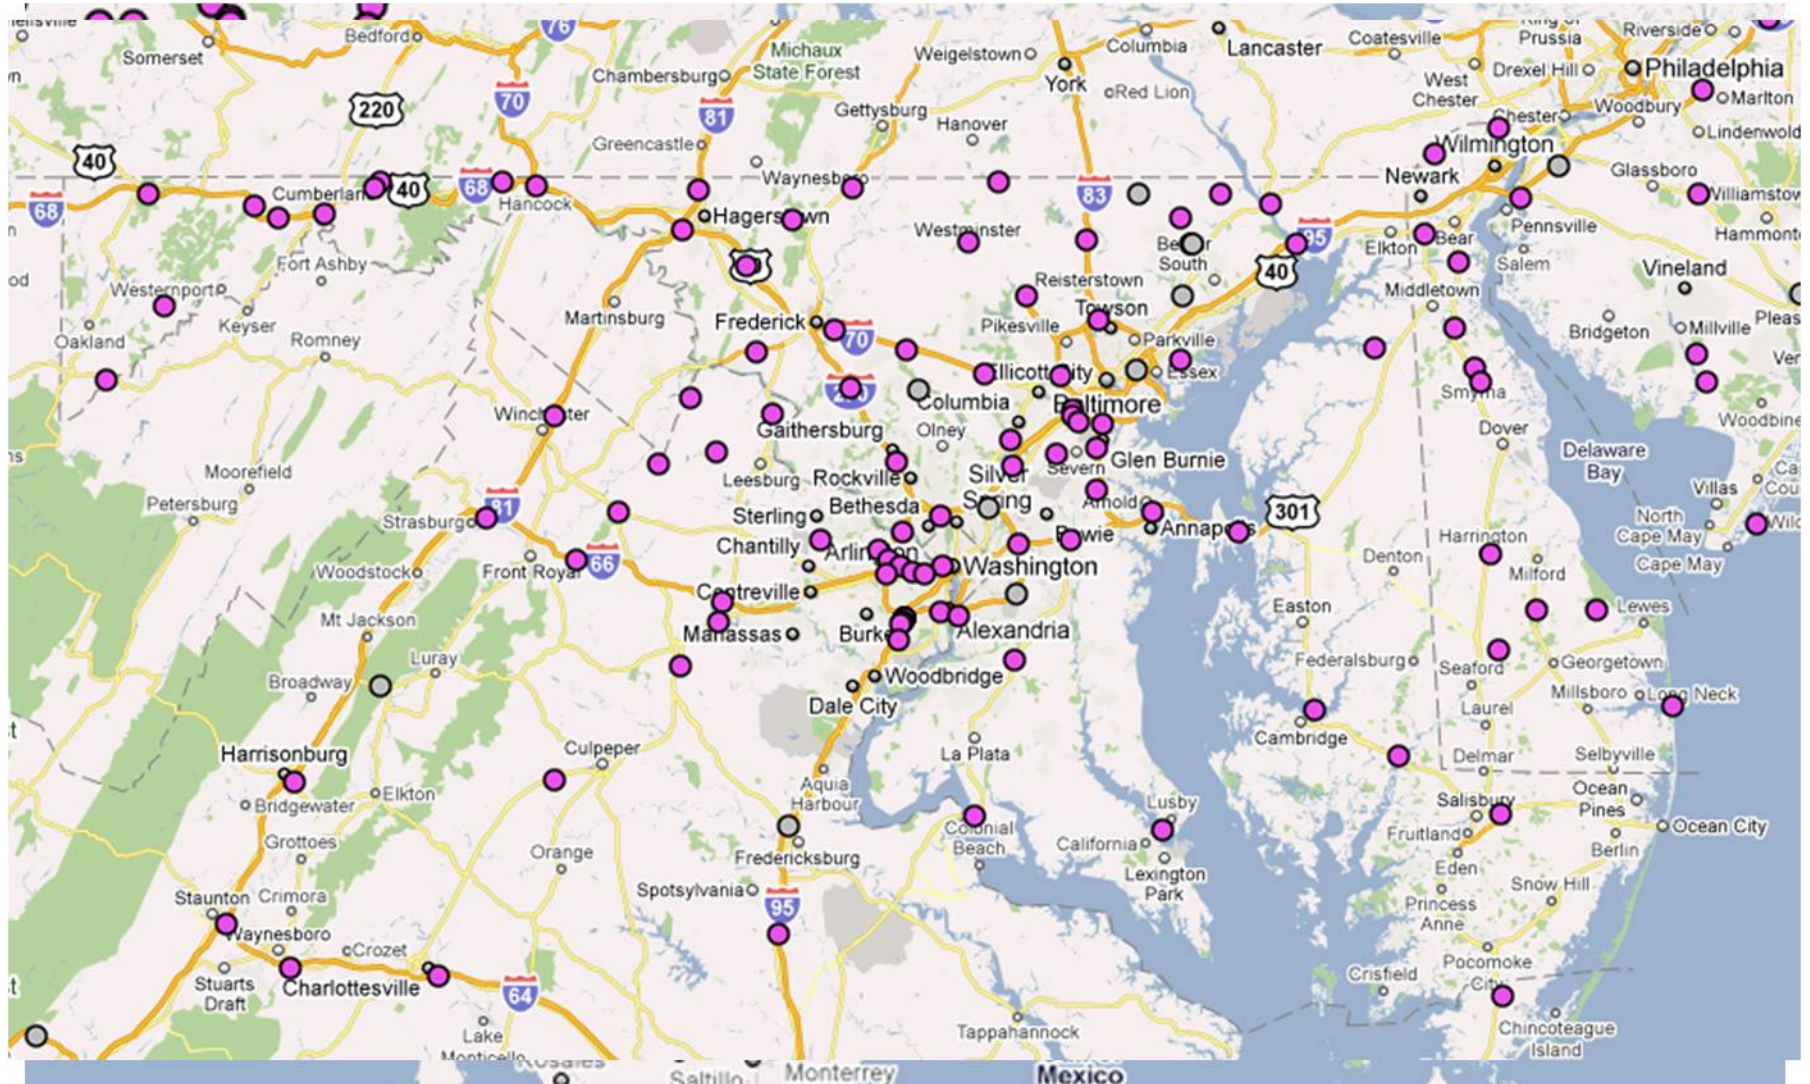 76
Bedford
Somerset
Michaux
State Forest
Weigelstown
Columbia
Lancaster
Coatesville
Prussia
Riverside
Chambersburg
York
Red Lion
West
Chester
Drexel Hill
Philadelphia
70
81
220
Gettysburg
Hanover
Woodbury
Marlton
Chester
Lindenwold
Greencastle
Wilmington
40
Waynesboro
Newark
Glassboro
68
Cumberland
40
68
Hancock
83
Williamstow
Hagerstown
Westminster
Pennsville
Hammont
95
Elkton
Bear
Fort Ashby
South
40
Salem
Vineland
Westernport
Reisterstown
Middletown
Keyser
Martinsburg
Frederick
Towson
Pikesville
70
Parkville
Bridgeton
Millville
Pleas
Oakland
Romney
Ellicott City
Essex
Smyrna
Columbia
Baltimore
Winchester
Gaithersburg
Olney
Woodbine
Dover
Delaware
Bay
Moorefield
Leesburg
Rockville
Silver
Spring
Severn
Glen Burnie
Petersburg
Strasburg
81
Sterling
Bethesda
Arnold
Annapolis
301
Villas
North
Cape May
Cape May
Chantilly
Arlington
Bowie
Harrington
Denton
Milford
Woodstock
Front Royal
66
Washington
Centreville
Easton
Lewes
Mt Jackson
Manassas
Burke
Alexandria
Luray
Broadway
Woodbridge
Federalsburg
Seaford
Georgetown
Dale City
Millsboro
Long Neck
Laurel
Harrisonburg
Culpeper
La Plata
Cambridge
Delmar
Selbyville
Aquia
Harbour
Elkton
Bridgewater
Lusby
Salisbury
Ocean
Pines
Ocean City
Grottoes
Orange
Fredericksburg
Colonial
Beach
California
Fruitland
Berlin
Lexington
Park
Eden
Spotsylvania
Snow Hill
Staunton
Crimora
95
Princess
Anne
Waynesboro
Crozet
Stuarts
Draft
Charlottesville
64
Pocomoke
City
Crisfield
Lake
Monticello
Tappahannock
Chincoteague
Island
Saltillo
Monterrey
Mexico